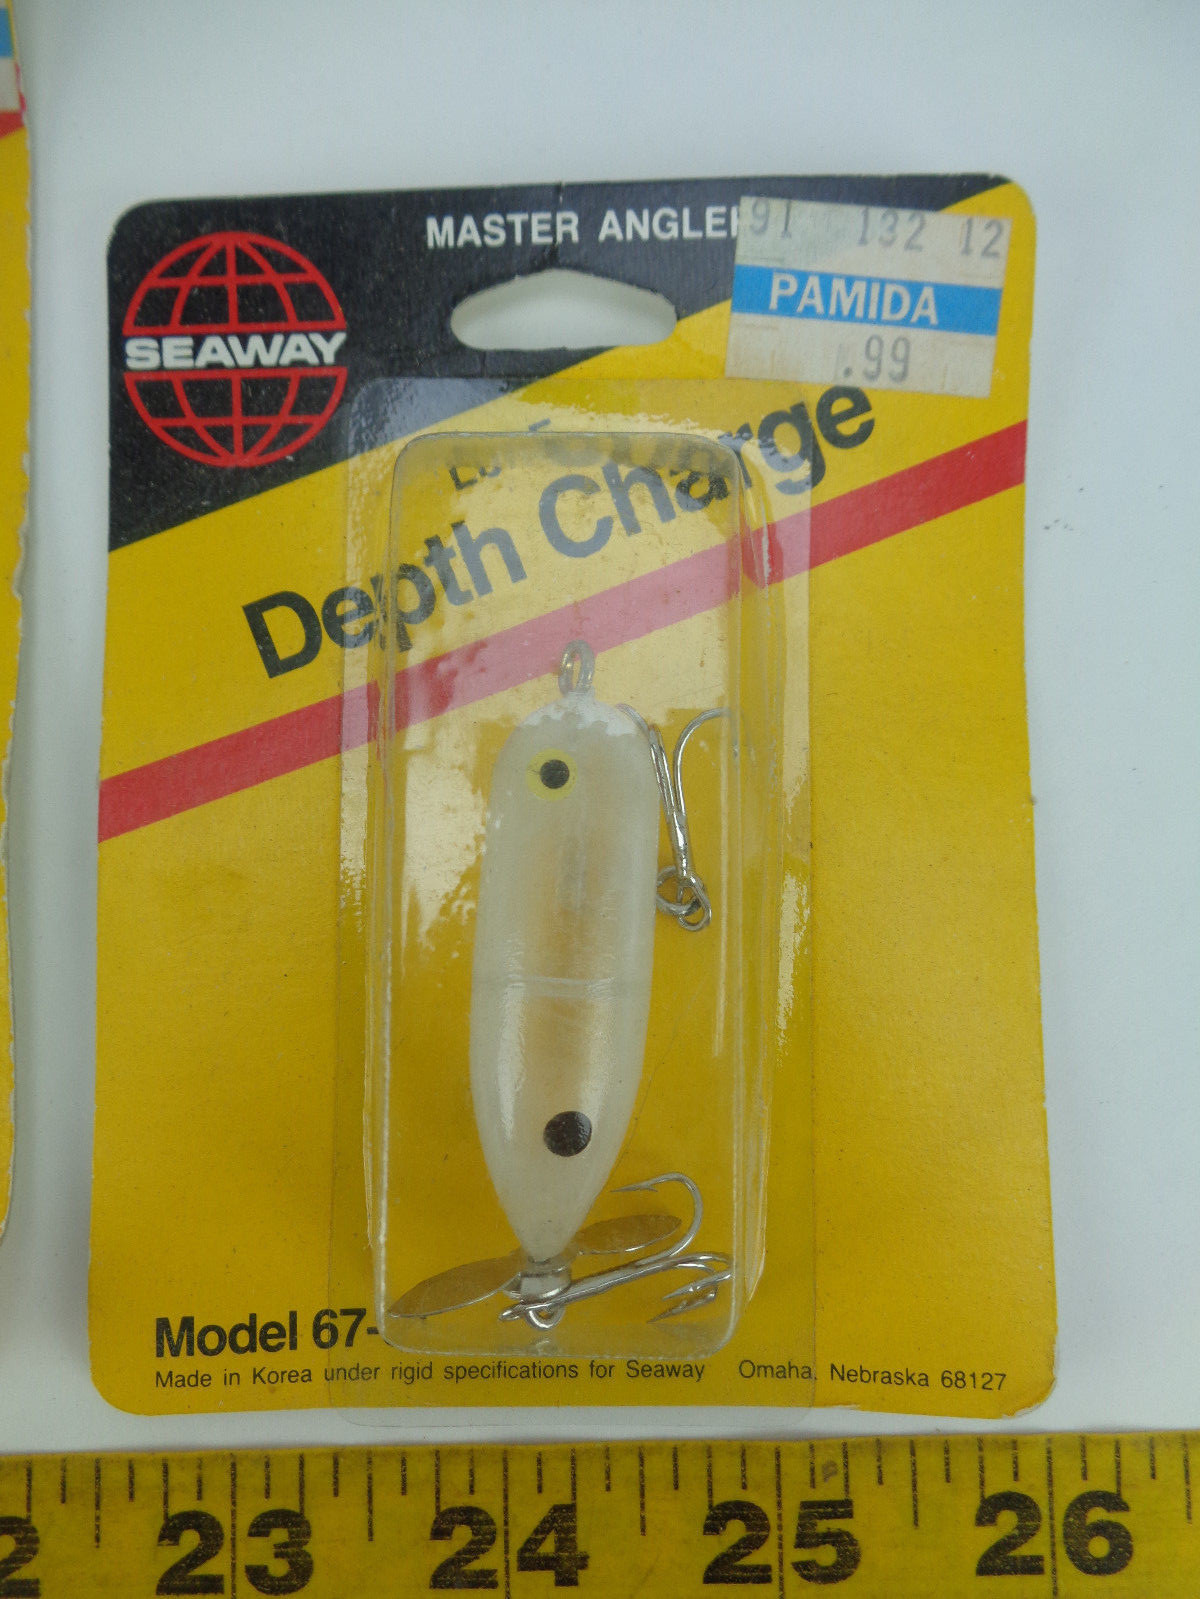 MASTER ANGLER
91 132 12
PAMIDA
.99
SEAWAY
Depth Charge
Model 67-
Made in Korea under rigid specifications for Seaway Omaha, Nebraska 68127
23 24 25 26